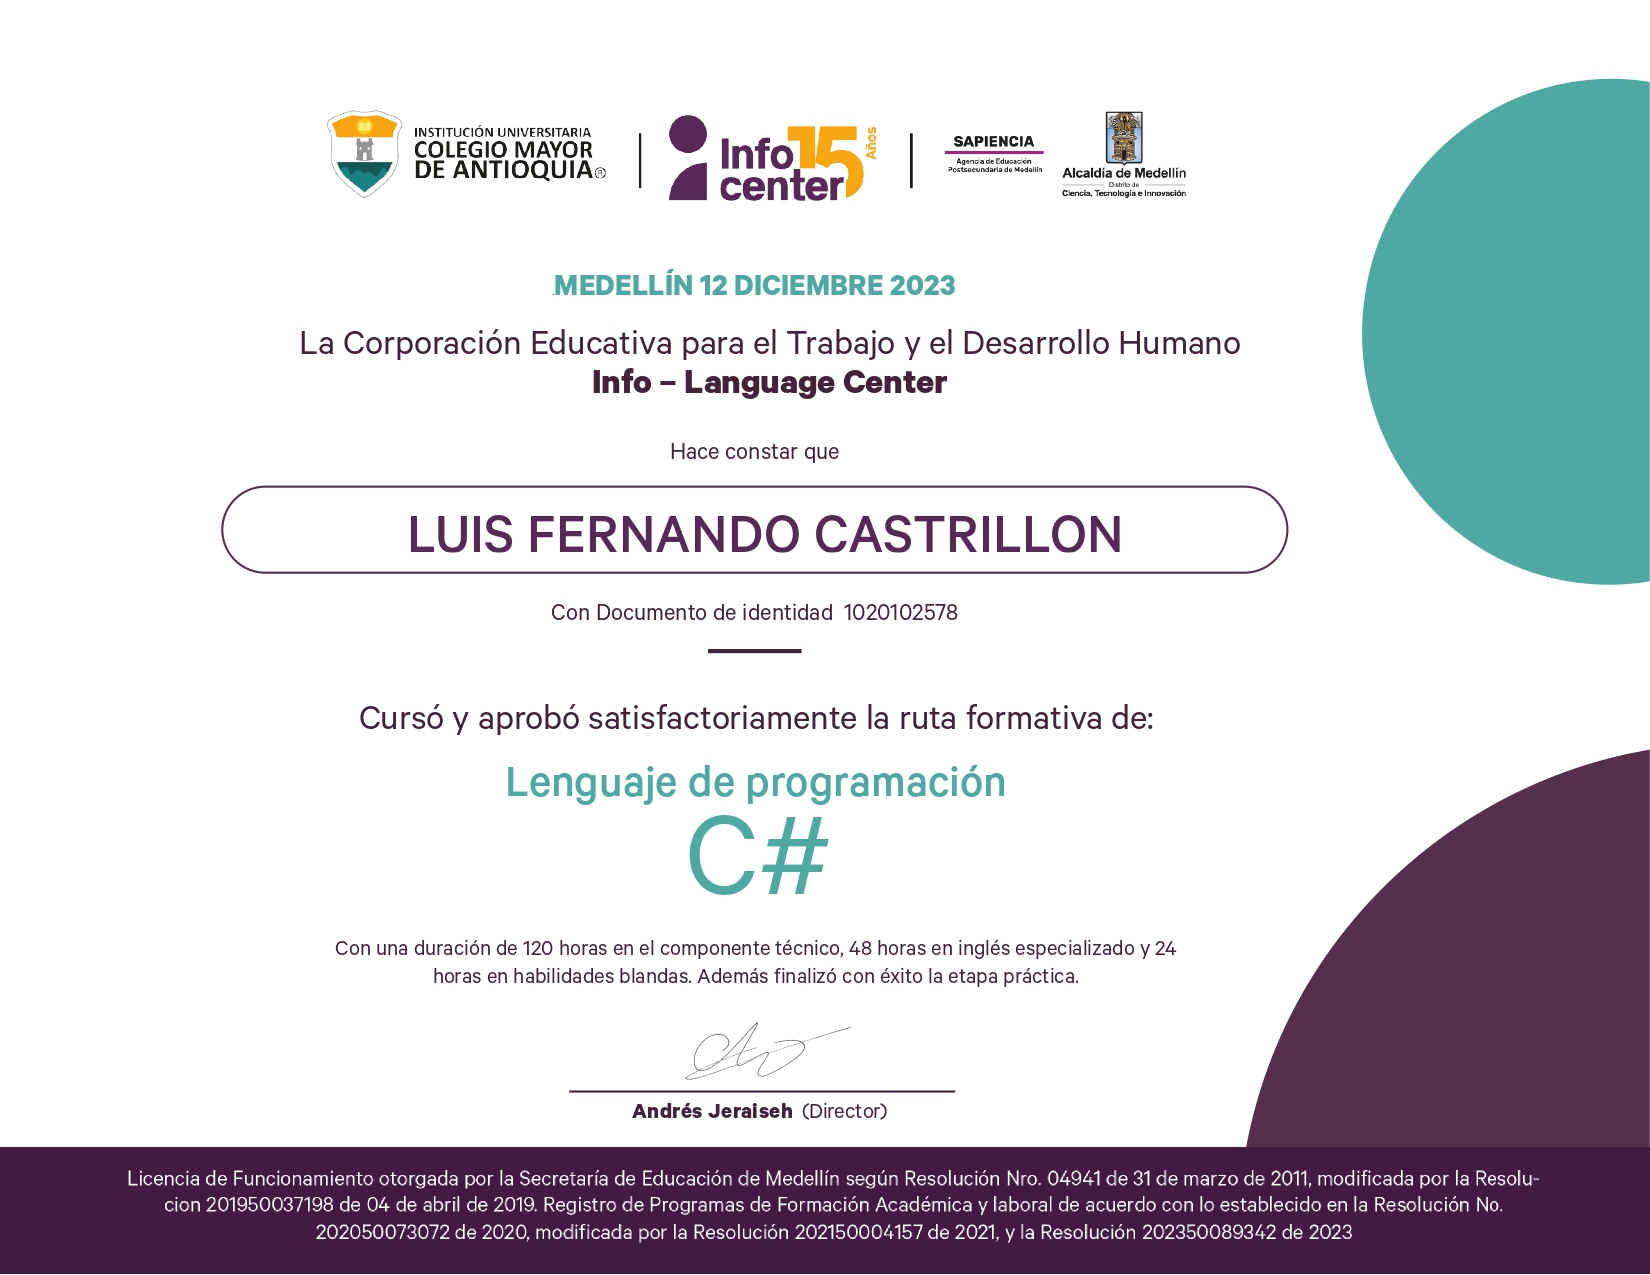 INSTITUCIÓN UNIVERSITARIA
COLEGIO MAYOR
DE ANTIOQUIA®
Info 15 Años
center
SAPIENCIA
Agencia de Educación
Postsecundaria de Medellín
Alcaldía de Medellín
Distrito de
Ciencia, Tecnología e Innovación
MEDELLÍN 12 DICIEMBRE 2023
La Corporación Educativa para el Trabajo y el Desarrollo Humano
Info – Language Center
Hace constar que
LUIS FERNANDO CASTRILLON
Con Documento de identidad 1020102578
Cursó y aprobó satisfactoriamente la ruta formativa de:
Lenguaje de programación
C#
Con una duración de 120 horas en el componente técnico, 48 horas en inglés especializado y 24
horas en habilidades blandas. Además finalizó con éxito la etapa práctica.
Andrés Jeraiseh (Director)
Licencia de Funcionamiento otorgada por la Secretaría de Educación de Medellín según Resolución Nro. 04941 de 31 de marzo de 2011, modificada por la Resolu-
cion 201950037198 de 04 de abril de 2019. Registro de Programas de Formación Académica y laboral de acuerdo con lo establecido en la Resolución No.
202050073072 de 2020, modificada por la Resolución 202150004157 de 2021, y la Resolución 202350089342 de 2023